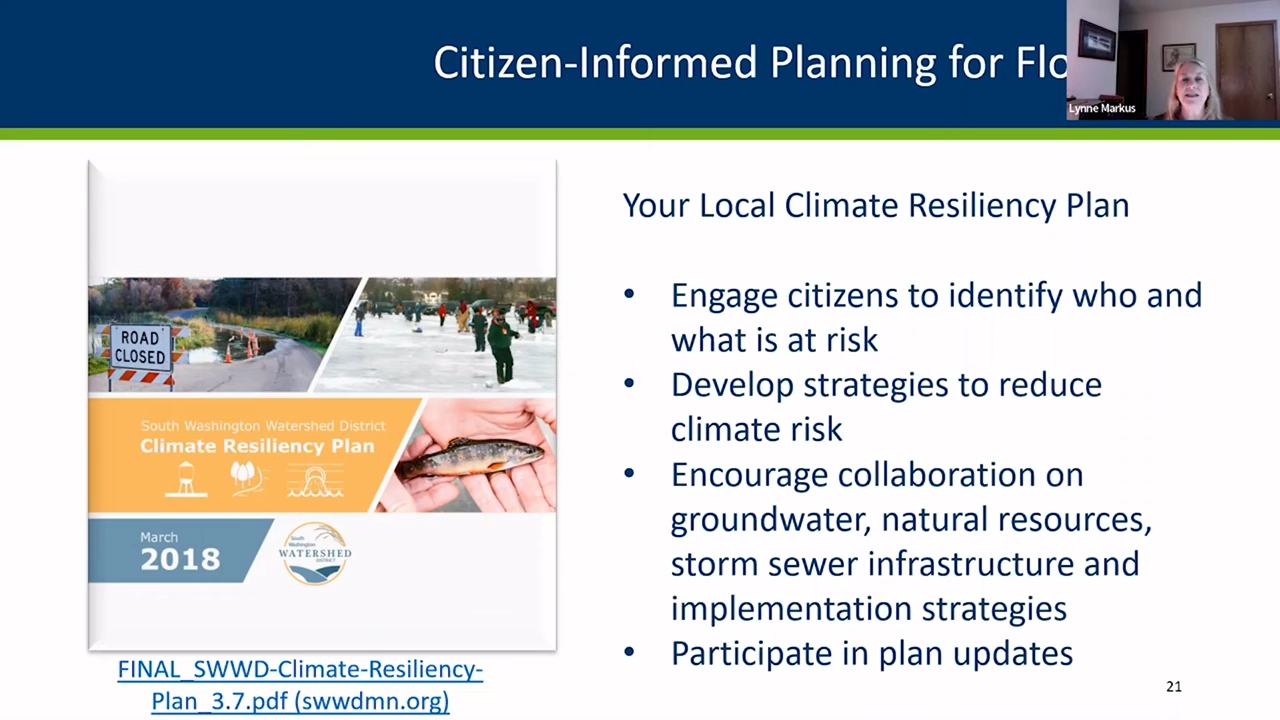 Citizen-Informed Planning for Flo
Lynne Markus
Your Local Climate Resiliency Plan
• Engage citizens to identify who and
what is at risk
• Develop strategies to reduce
climate risk
• Encourage collaboration on
groundwater, natural resources,
storm sewer infrastructure and
implementation strategies
• Participate in plan updates
ROAD
CLOSED
South Washington Watershed District
Climate Resiliency Plan
March
2018
South
Washington
WATERSHED
DISTRICT
FINAL_SWWD-Climate-Resiliency-
Plan_3.7.pdf (swwdmn.org)
21